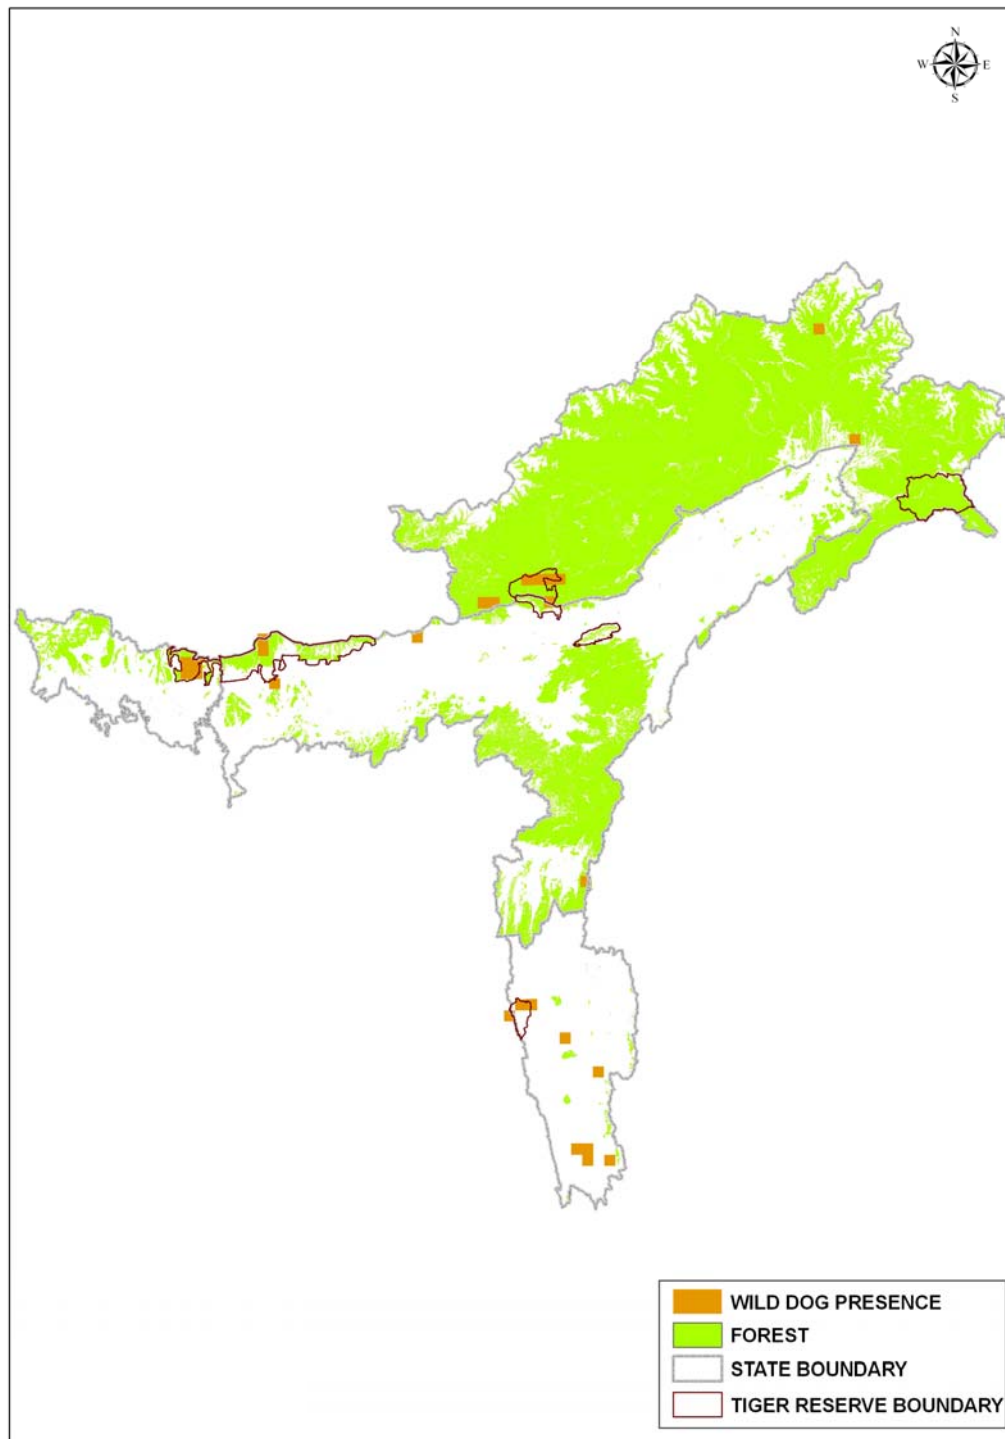 N
W E
S
WILD DOG PRESENCE
FOREST
STATE BOUNDARY
TIGER RESERVE BOUNDARY